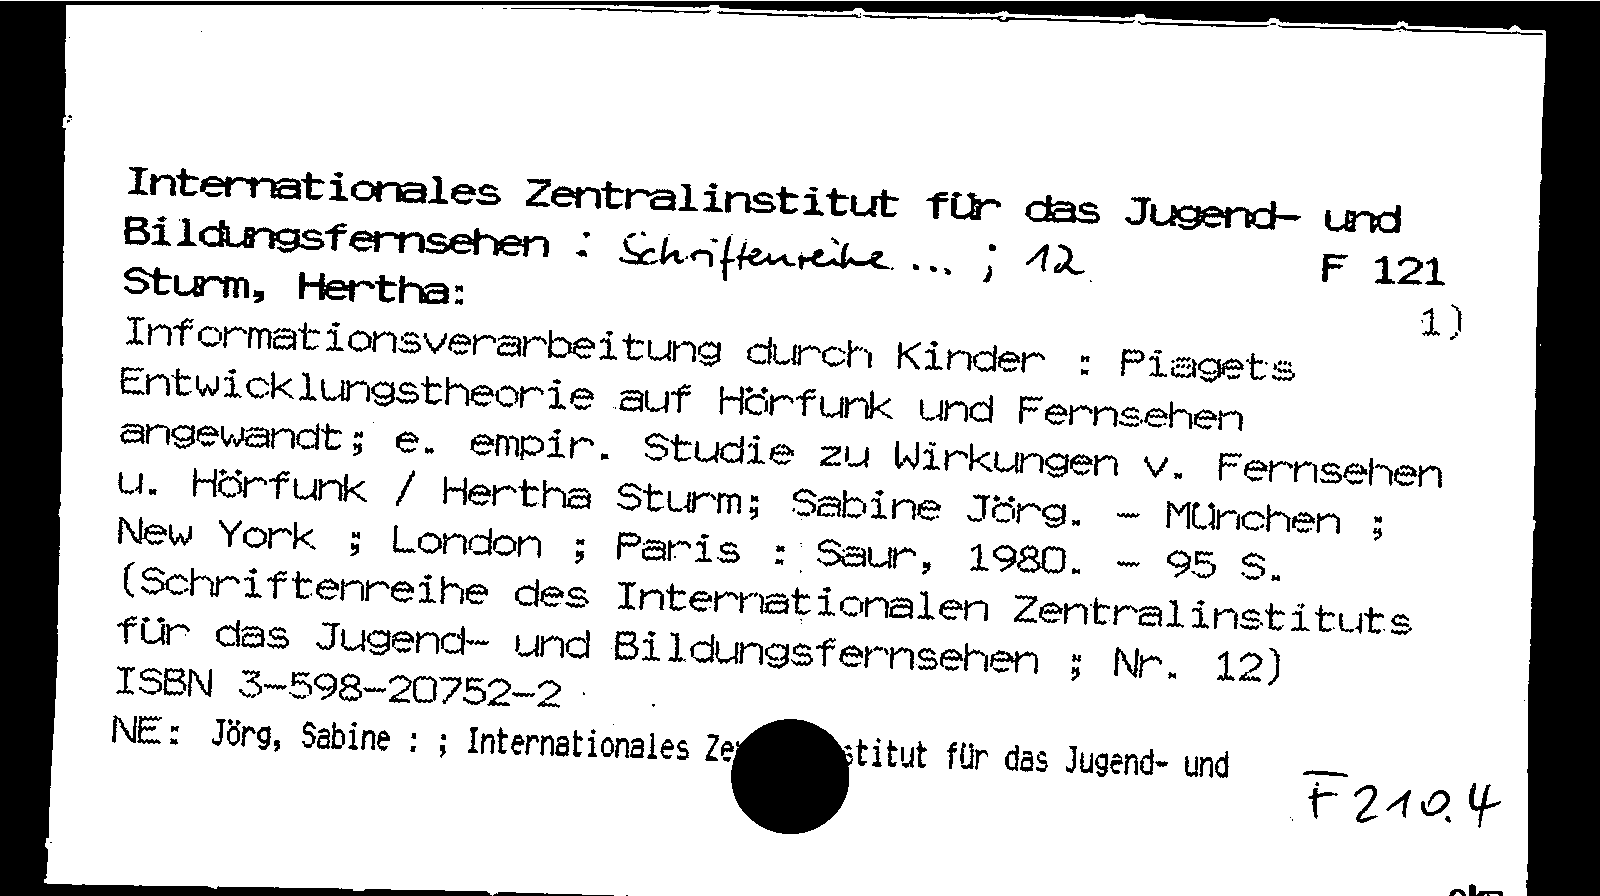 Internationales Zentralinstitut für das Jugend- und
Bildungsfernsehen : Schriftenreihe ... ; 12
F 121
Sturm, Hertha:
1)
Informationsverarbeitung durch Kinder : Piagets
Entwicklungstheorie auf Hörfunk und Fernsehen
angewandt; e. empir. Studie zu Wirkungen v. Fernsehen
u. Hörfunk / Hertha Sturm; Sabine Jörg. - München ;
New York ; London ; Paris : Saur, 1980. - 95 S.
(Schriftenreihe des Internationalen Zentralinstituts
für das Jugend- und Bildungsfernsehen ; Nr. 12)
ISBN 3-598-20752-2
NE: Jörg, Sabine : ; Internationales für das Jugend- und
F 210.4